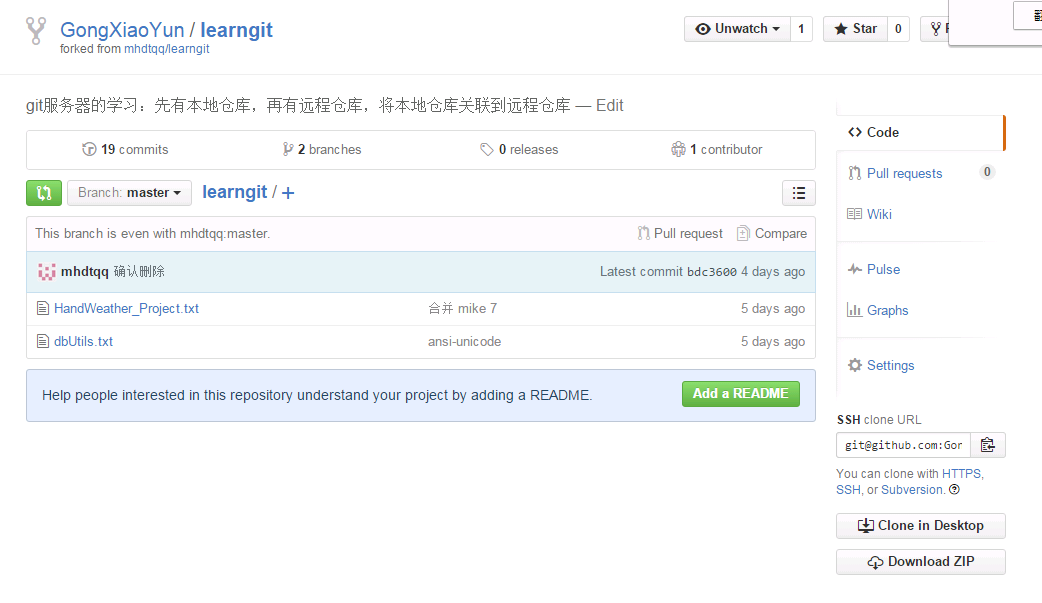 GongXiaoYun / learngit
forked from mhdtqq/learngit
Unwatch 1 Star 0
git服务器的学习：先有本地仓库，再有远程仓库，将本地仓库关联到远程仓库 — Edit
19 commits 2 branches 0 releases 1 contributor
Branch: master learngit / +
This branch is even with mhdtqq:master. Pull request Compare
mhdtqq 确认删除 Latest commit bdc3600 4 days ago
HandWeather_Project.txt 合并 mike 7 5 days ago
dbUtils.txt ansi-unicode 5 days ago
Help people interested in this repository understand your project by adding a README. Add a README
Code
Pull requests 0
Wiki
Pulse
Graphs
Settings
SSH clone URL
git@github.com:Gon
You can clone with HTTPS,
SSH, or Subversion.
Clone in Desktop
Download ZIP